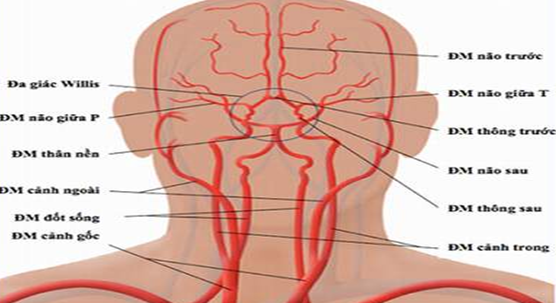 Đa giác Willis
ĐM não giữa P
ĐM thân nền
ĐM cảnh ngoài
ĐM đốt sống
ĐM cảnh gốc
ĐM não trước
ĐM não giữa T
ĐM thông trước
ĐM não sau
ĐM thông sau
ĐM cảnh trong